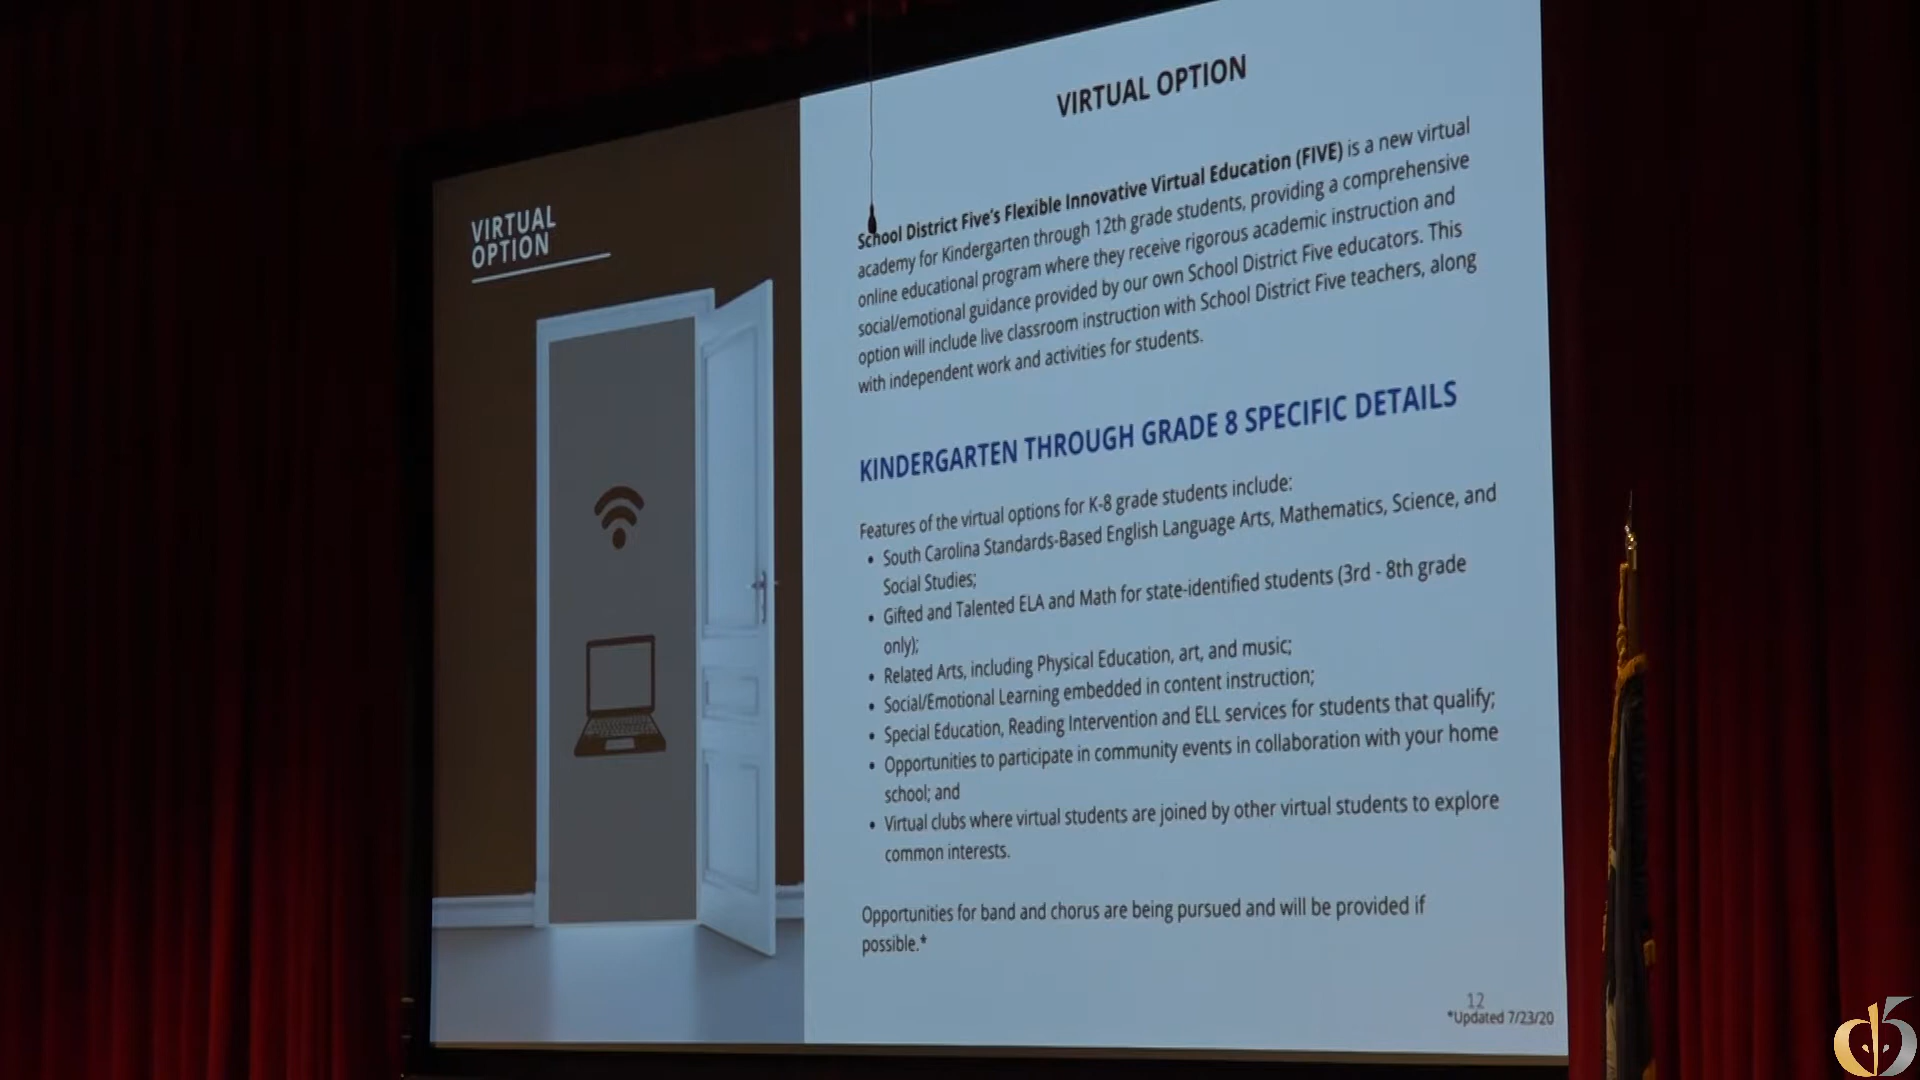 VIRTUAL
OPTION
VIRTUAL OPTION
School District Five's Flexible Innovative Virtual Education (FIVE) is a new virtual
academy for Kindergarten through 12th grade students, providing a comprehensive
online educational program where they receive rigorous academic instruction and
social/emotional guidance provided by our own School District Five educators. This
option will include live classroom instruction with School District Five teachers, along
with independent work and activities for students.
KINDERGARTEN THROUGH GRADE 8 SPECIFIC DETAILS
Features of the virtual options for K-8 grade students include:
• South Carolina Standards-Based English Language Arts, Mathematics, Science, and
Social Studies;
• Gifted and Talented ELA and Math for state-identified students (3rd - 8th grade
only);
• Related Arts, including Physical Education, art, and music;
• Social/Emotional Learning embedded in content instruction;
• Special Education, Reading Intervention and ELL services for students that qualify;
• Opportunities to participate in community events in collaboration with your home
school; and
• Virtual clubs where virtual students are joined by other virtual students to explore
common interests.
Opportunities for band and chorus are being pursued and will be provided if
possible.*
12
*Updated 7/23/20
d5